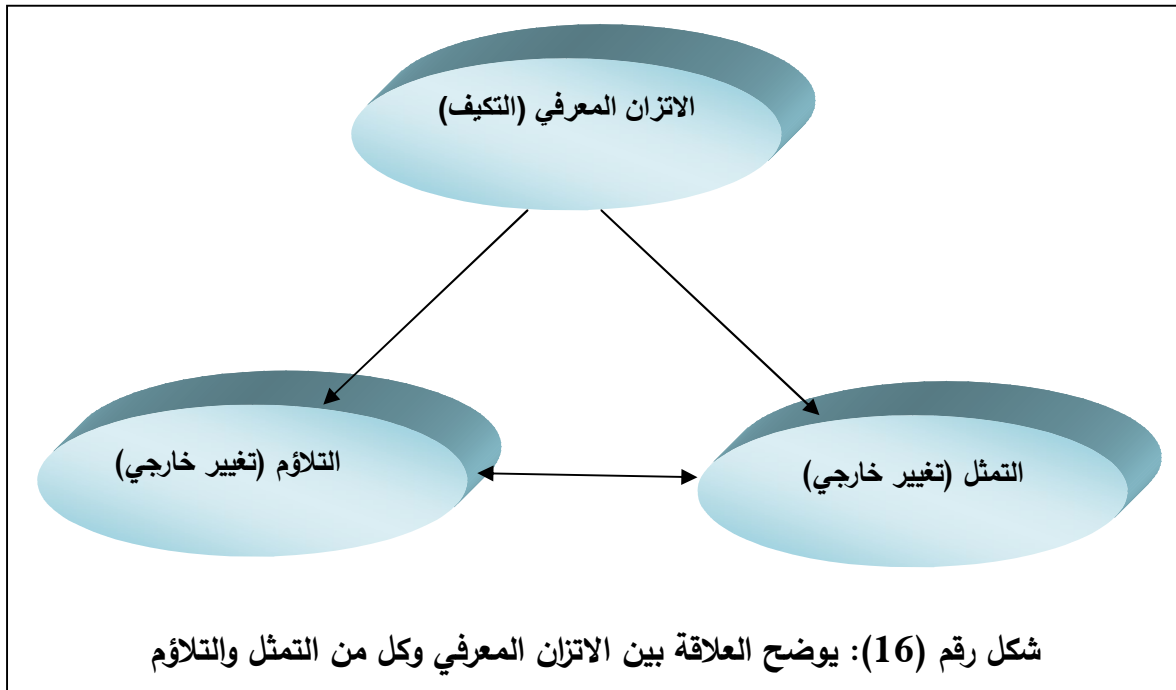 الاتزان المعرفي (التكيف)
التمثل (تغيير خارجي)
التلاؤم (تغيير خارجي)
شكل رقم (16): يوضح العلاقة بين الاتزان المعرفي وكل من التمثل والتلاؤم